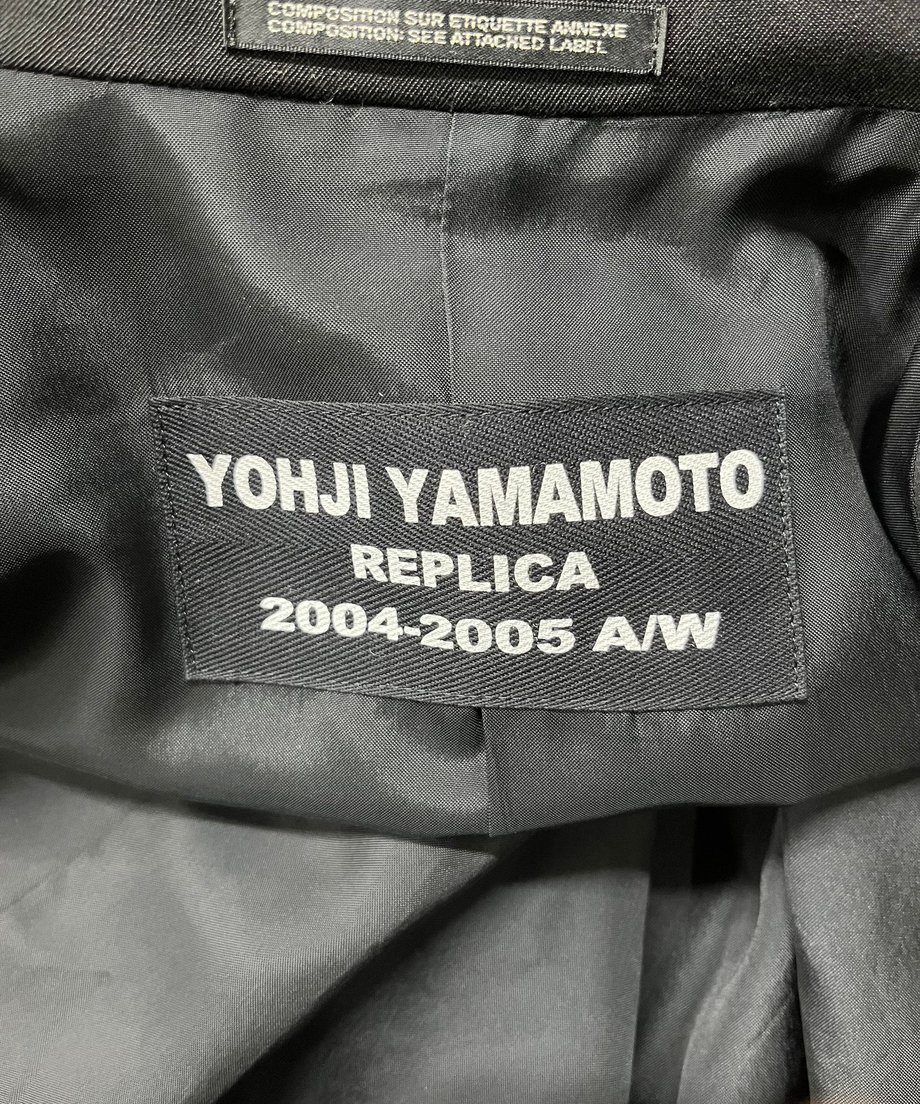 COMPOSITION SUR ETIQUETTE ANNEXE
COMPOSITION: SEE ATTACHED LABEL
YOHJI YAMAMOTO
REPLICA
2004-2005 A/W